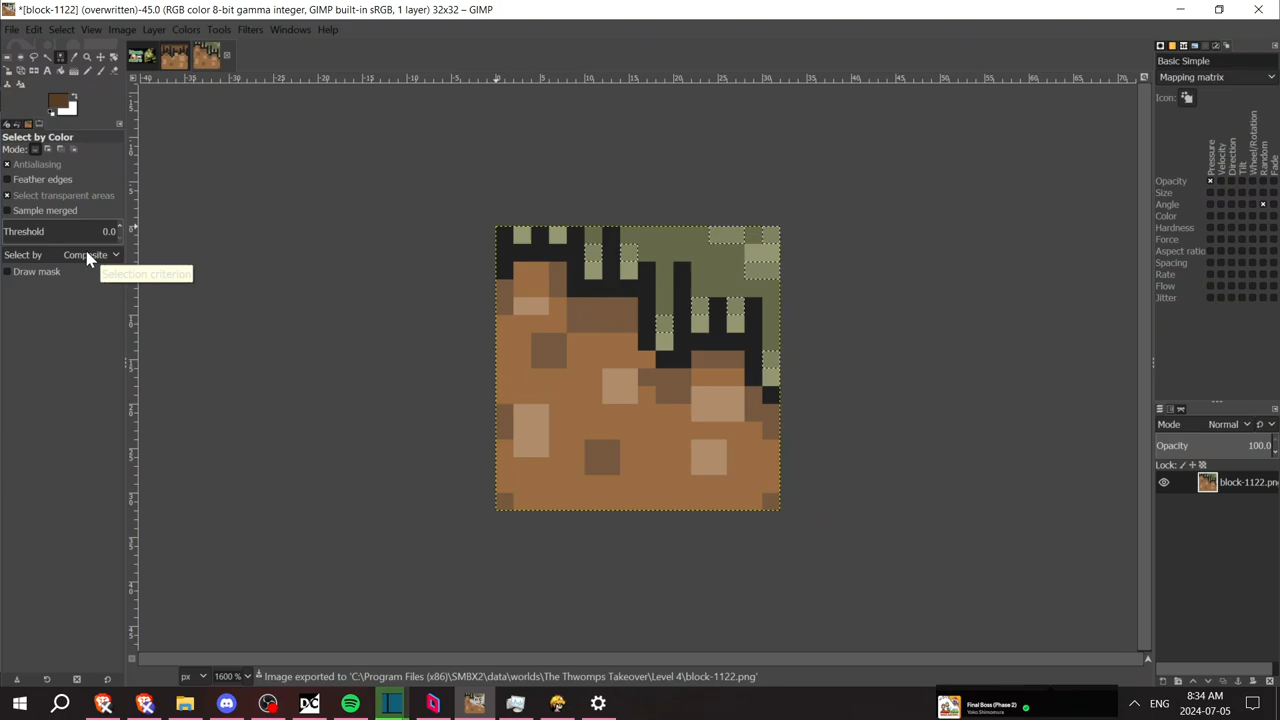 *[block-1122] (overwritten)-45.0 (RGB color 8-bit gamma integer, GIMP built-in sRGB, 1 layer) 32x32 – GIMP
File Edit Select View Image Layer Colors Tools Filters Windows Help
Basic Simple
Mapping matrix
Icon:
Pressure
Velocity
Direction
Tilt
Wheel/Rotation
Random
Fade
Select by Color
Mode:
Antialiasing
Feather edges
Select transparent areas
Sample merged
Threshold 0.0
Select by Composite
Selection criterion
Draw mask
Opacity
Size
Angle
Color
Hardness
Force
Aspect ratio
Spacing
Rate
Flow
Jitter
Mode Normal
Opacity 100.0
Lock:
block-1122.png
px 1600 % Image exported to 'C:\Program Files (x86)\SMBX2\data\worlds\The Thwomps Takeover\Level 4\block-1122.png'
Final Boss (Phase 2)
Yoko Shimomura
ENG
8:34 AM
2024-07-05